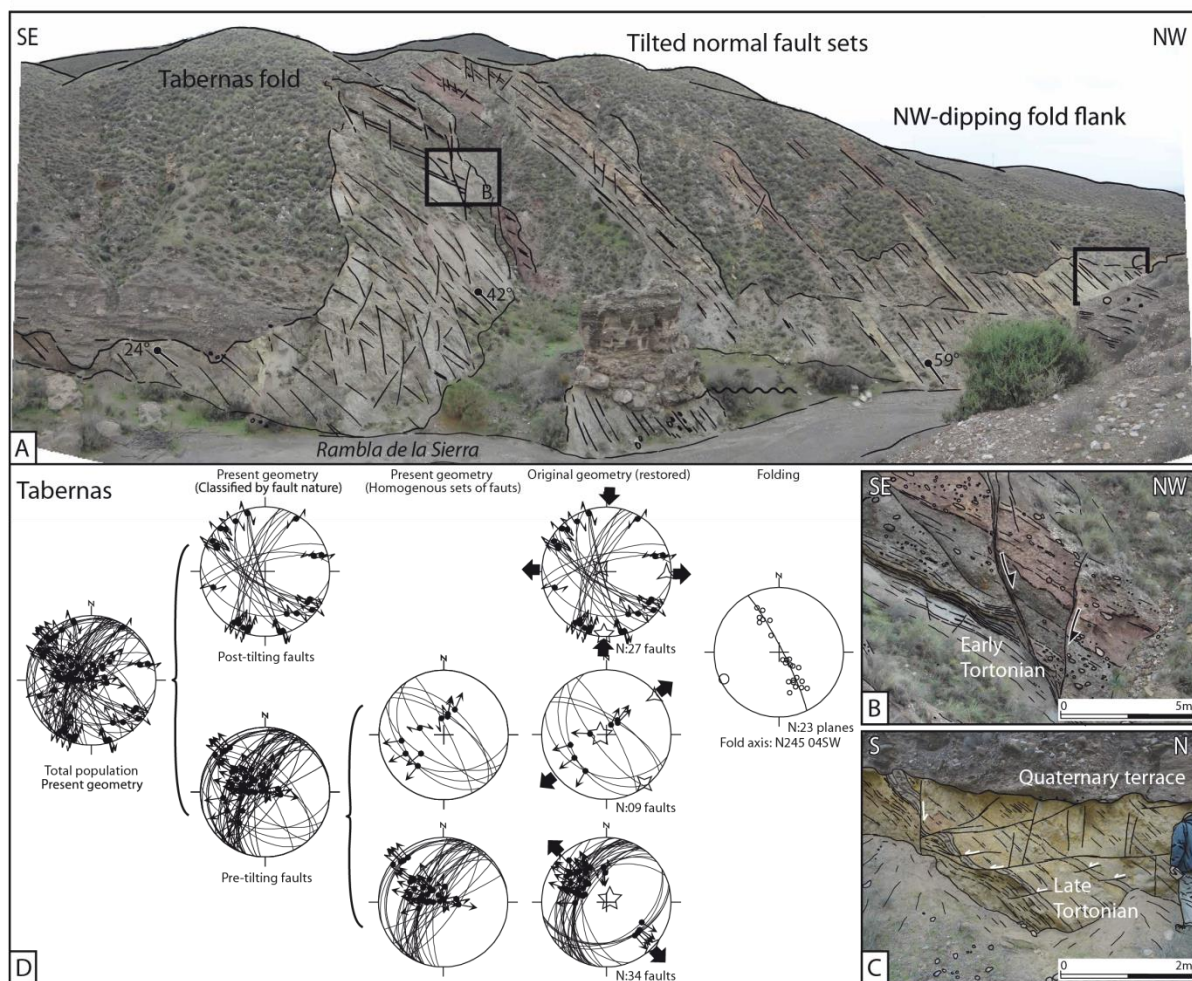 SE
Tilted normal fault sets
NW
Tabernas fold
NW-dipping fold flank
B
C
42°
24°
59°
Rambla de la Sierra
A
Tabernas
Present geometry
(Classified by fault nature)
Present geometry
(Homogenous sets of fauts)
Original geometry (restored)
Folding
N
N
N
N
N:27 faults
Post-tilting faults
N:23 planes
Fold axis: N245 04SW
N
Total population
Present geometry
N
N
N
N:09 faults
Pre-tilting faults
N
N
N:34 faults
D
SE
NW
Early
Tortonian
B
0
5m
S
N
Quaternary terrace
Late
Tortonian
C
0
2m